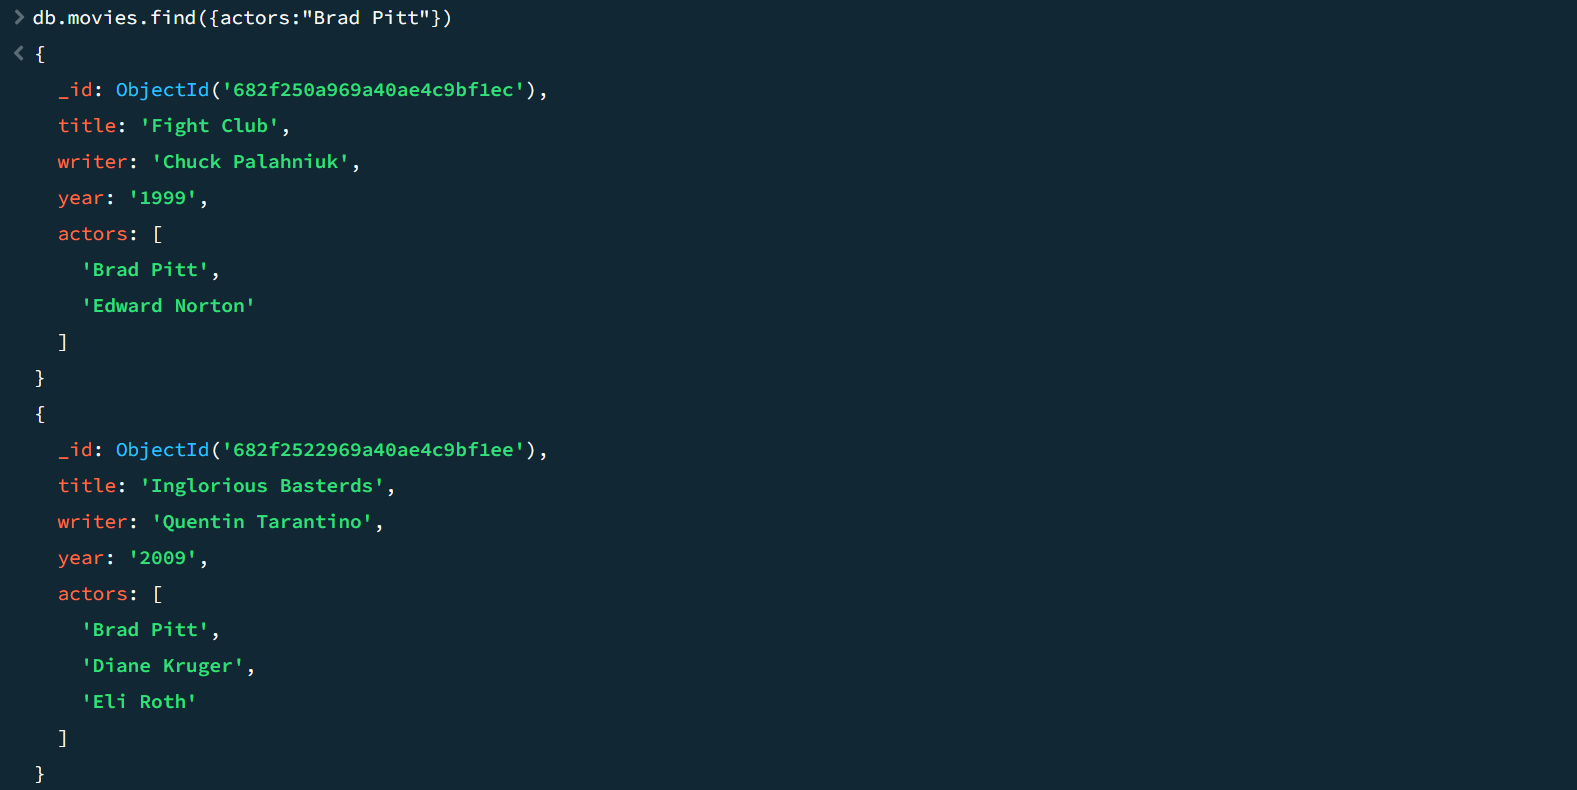 > db.movies.find({actors:"Brad Pitt"})
< {
_id: ObjectId('682f250a969a40ae4c9bf1ec'),
title: 'Fight Club',
writer: 'Chuck Palahniuk',
year: '1999',
actors: [
'Brad Pitt',
'Edward Norton'
]
}
{
_id: ObjectId('682f2522969a40ae4c9bf1ee'),
title: 'Inglorious Basterds',
writer: 'Quentin Tarantino',
year: '2009',
actors: [
'Brad Pitt',
'Diane Kruger',
'Eli Roth'
]
}